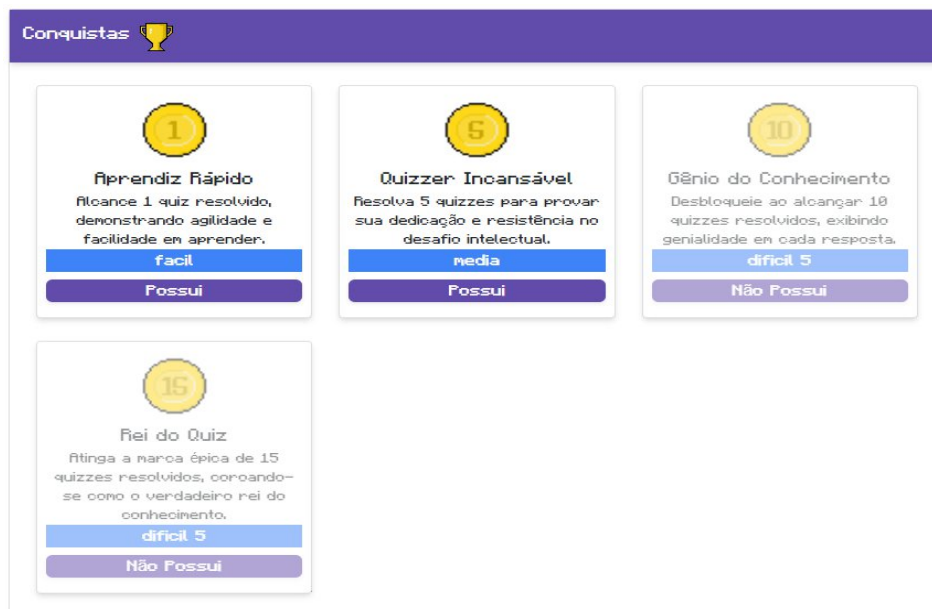 Conquistas
1
Aprendiz Rápido
Alcance 1 quiz resolvido,
demonstrando agilidade e
facilidade em aprender.
facil
Possui
5
Quizzer Incansável
Resolva 5 quizzes para provar
sua dedicação e resistência no
desafio intelectual.
media
Possui
10
Gênio do Conhecimento
Desbloqueie ao alcançar 10
quizzes resolvidos, exibindo
genialidade em cada resposta.
dificil 5
Não Possui
15
Rei do Quiz
Atinga a marca épica de 15
quizzes resolvidos, coroando-
se como o verdadeiro rei do
conhecimento.
dificil 5
Não Possui